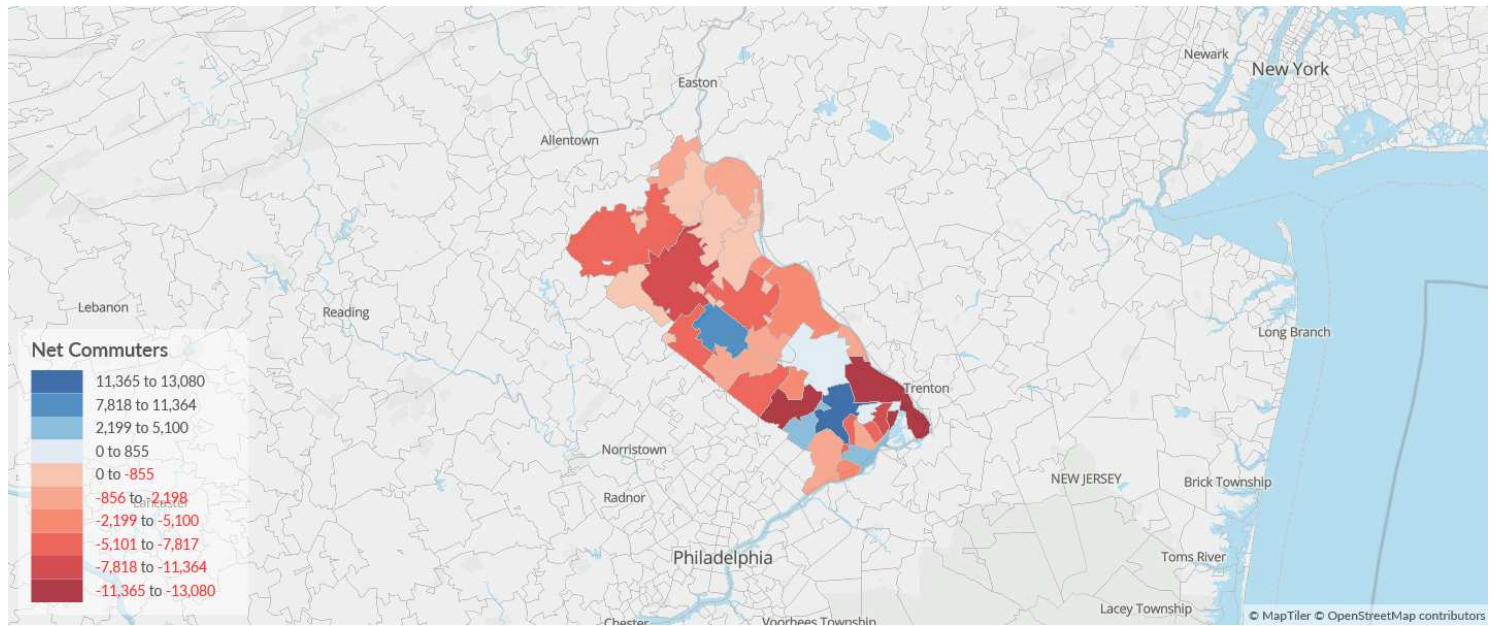 Newark
New York
Easton
Allentown
Lebanon
Reading
Long Branch
Net Commuters
11,365 to 13,080
7,818 to 11,364
2,199 to 5,100
0 to 855
0 to -855
-856 to -2,198
-2,199 to -5,100
-5,101 to -7,817
-7,818 to -11,364
-11,365 to -13,080
Lancaster
Trenton
Norristown
Radnor
NEW JERSEY
Brick Township
Philadelphia
Toms River
Lacey Township
Chester
Voorhees Township
© MapTiler © OpenStreetMap contributors